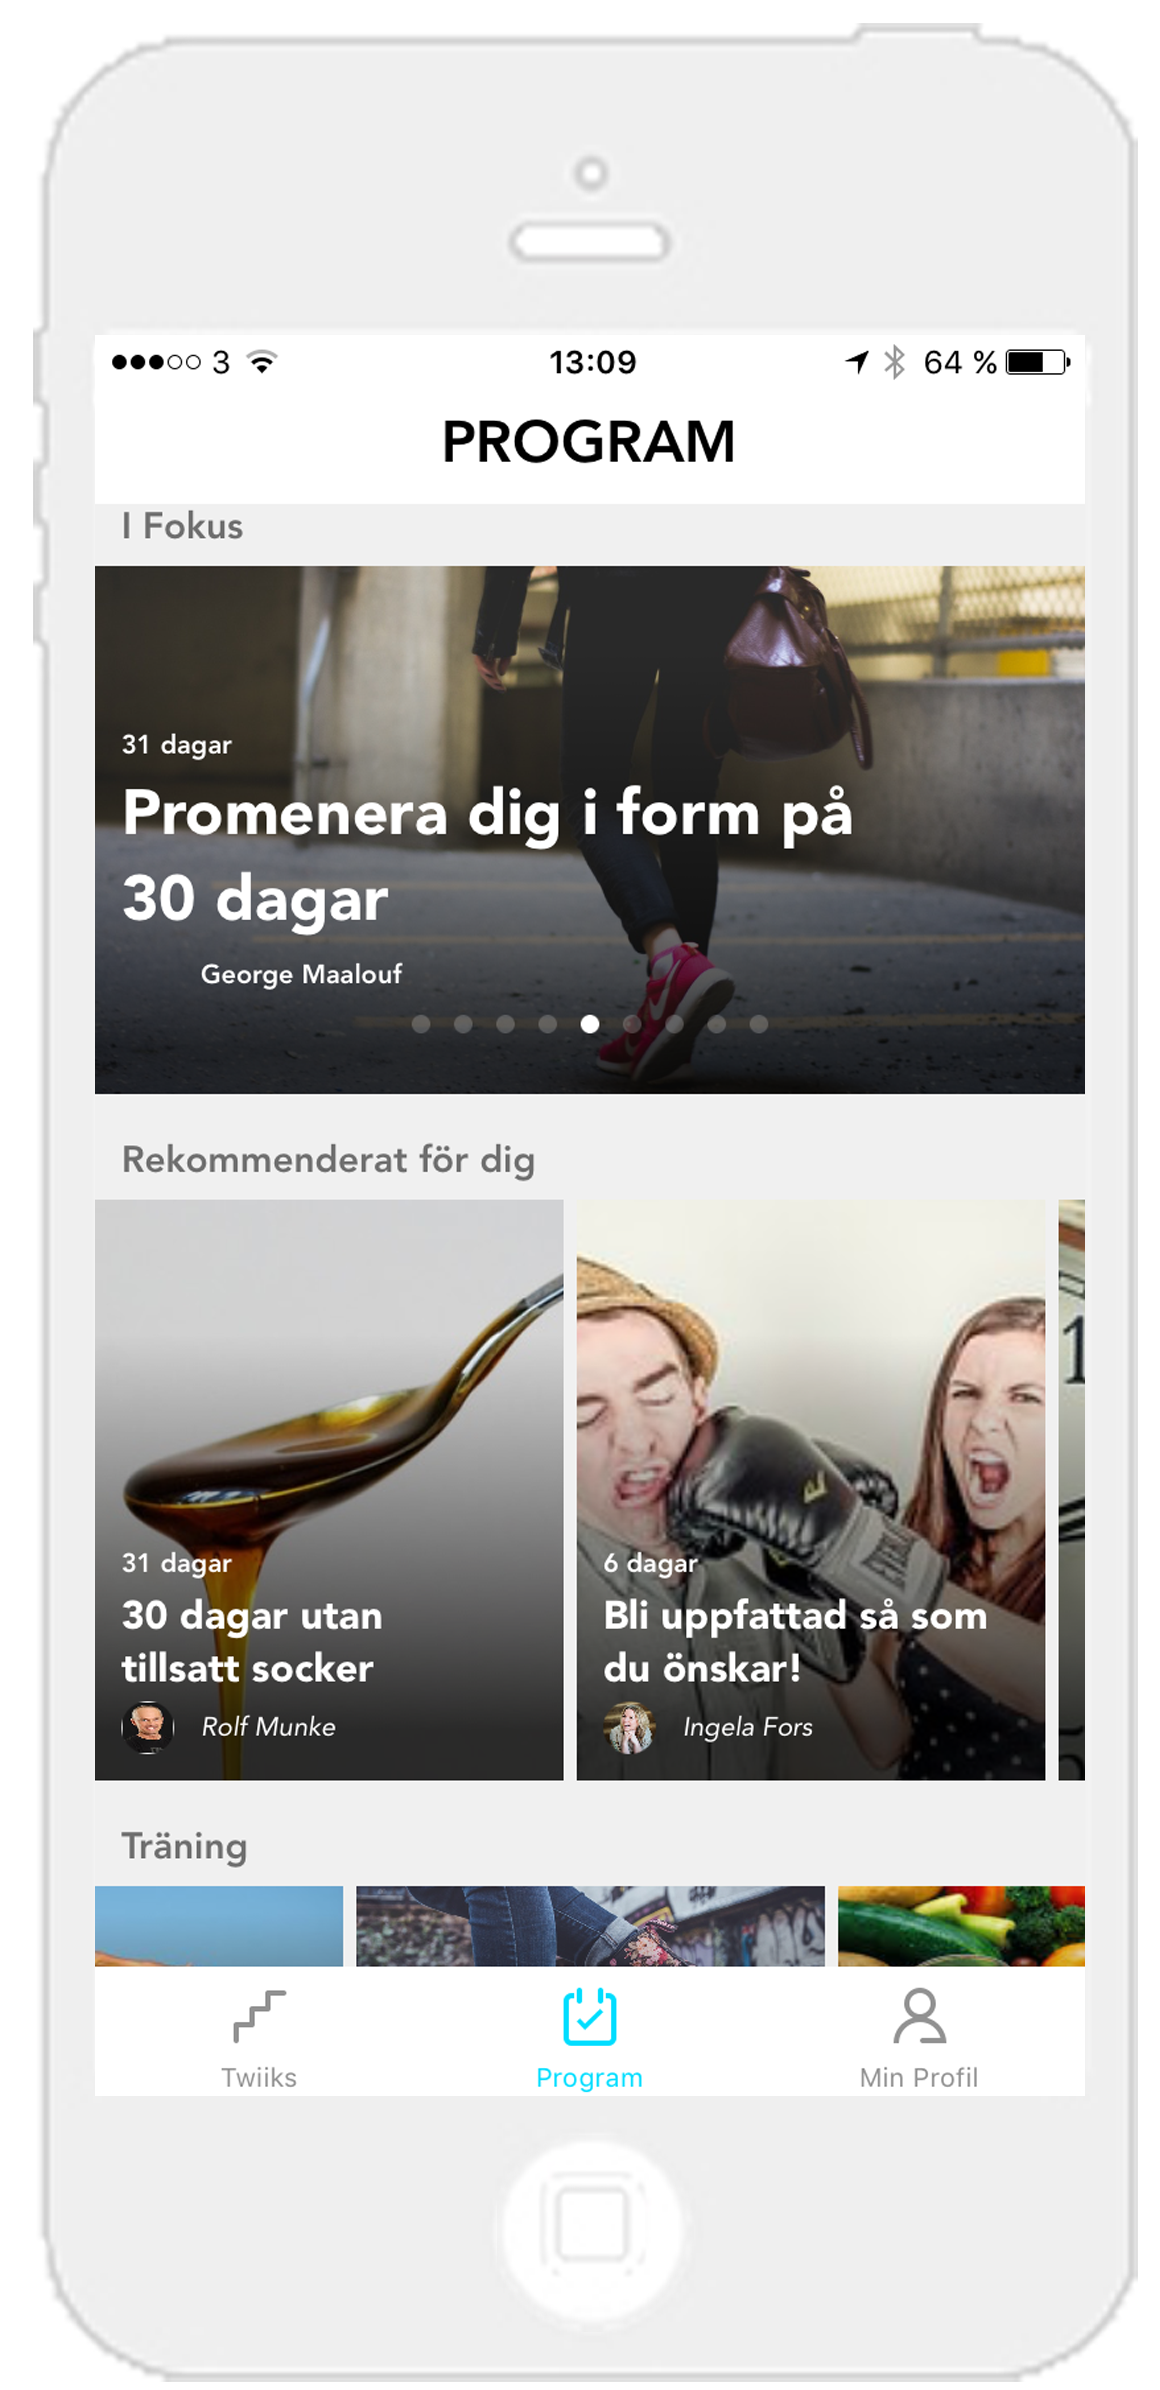 3 13:09 64 %
PROGRAM
I Fokus
31 dagar
Promenera dig i form på
30 dagar
George Maalouf
Rekommenderat för dig
31 dagar
30 dagar utan
tillsatt socker
Rolf Munke
6 dagar
Bli uppfattad så som
du önskar!
Ingela Fors
Träning
Twiiks
Program
Min Profil